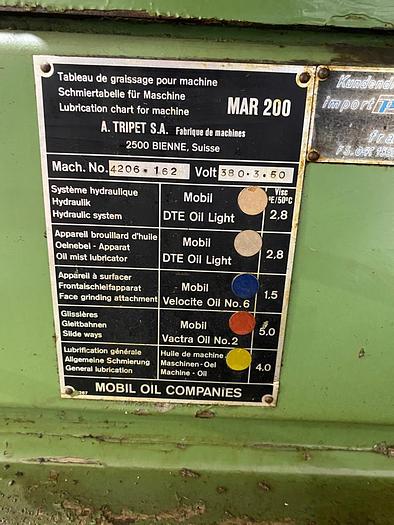 Tableau de graissage pour machine
Schmiertabelle für Maschine
Lubrication chart for machine
MAR 200
A. TRIPET S.A. Fabrique de machines
2500 BIENNE, Suisse
Mach. No. 4206-162 Volt 380.3.50
Visc
°E/50°C
Système hydraulique
Hydraulik
Hydraulic system
Mobil
DTE Oil Light
2,8
Appareil brouillard d'huile
Oelnebel - Apparat
Oil mist lubricator
Mobil
DTE Oil Light
2,8
Appareil à surfacer
Frontalschleifapparat
Face grinding attachment
Mobil
Velocite Oil No. 6
1.5
Glissières
Gleitbahnen
Slide ways
Mobil
Vactra Oil No. 2
5.0
Lubrification générale
Allgemeine Schmierung
General lubrication
Huile de machine
Maschinen-Oel
Machine - Oil
4.0
MOBIL OIL COMPANIES
Kundendi
import